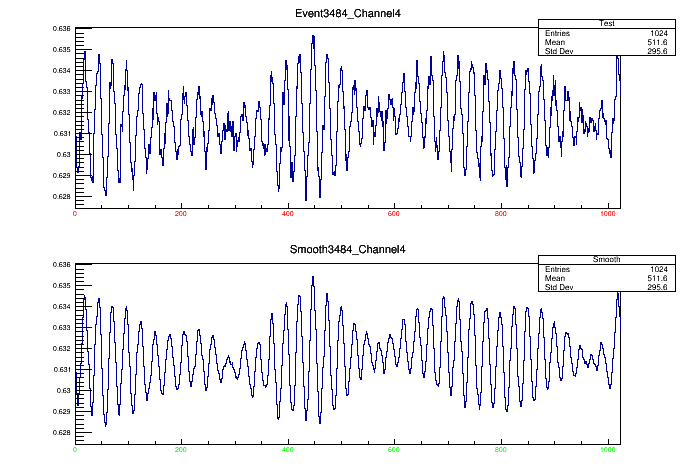 Event3484_Channel4
Test
Entries 1024
Mean 511.6
Std Dev 295.6
0.636
0.635
0.634
0.633
0.632
0.631
0.63
0.629
0.628
0 200 400 600 800 1000
Smooth3484_Channel4
Smooth
Entries 1024
Mean 511.6
Std Dev 295.6
0.636
0.635
0.634
0.633
0.632
0.631
0.63
0.629
0.628
0 200 400 600 800 1000